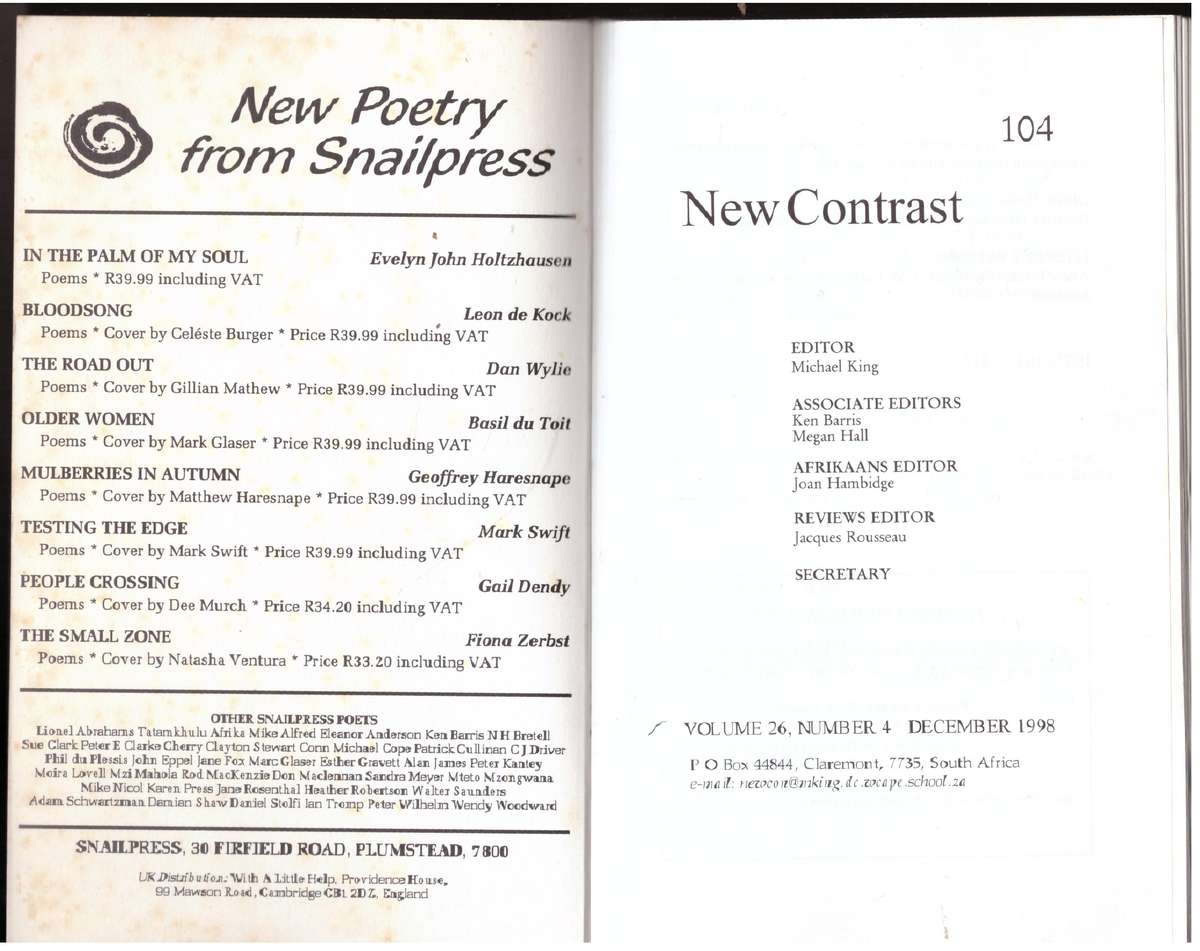 New Poetry
from Snailpress
IN THE PALM OF MY SOUL Evelyn John Holtzhausen
Poems * R39.99 including VAT
BLOODSONG Leon de Kock
Poems * Cover by Celéste Burger * Price R39.99 including VAT
THE ROAD OUT Dan Wylie
Poems * Cover by Gillian Mathew * Price R39.99 including VAT
OLDER WOMEN Basil du Toit
Poems * Cover by Mark Glaser * Price R39.99 including VAT
MULBERRIES IN AUTUMN Geoffrey Haresnape
Poems * Cover by Matthew Haresnape * Price R39.99 including VAT
TESTING THE EDGE Mark Swift
Poems * Cover by Mark Swift * Price R39.99 including VAT
PEOPLE CROSSING Gail Dendy
Poems * Cover by Dee Murch * Price R34.20 including VAT
THE SMALL ZONE Fiona Zerbst
Poems * Cover by Natasha Ventura * Price R33.20 including VAT
OTHER SNAILPRESS POETS
Lionel Abrahams Tatamkhulu Afrika Mike Alfred Eleanor Anderson Ken Barris N H Bretell
Sue Clark Peter E Clarke Cherry Clayton Stewart Conn Michael Cope Patrick Cullinan C J Driver
Phil du Plessis John Eppel Jane Fox Marc Glaser Esther Gravett Alan James Peter Kantey
Moira Lovell Mzi Mahola Rod MacKenzie Don Maclennan Sandra Meyer Mteto Mzongwana
Mike Nicol Karen Press Jane Rosenthal Heather Robertson Walter Saunders
Adam Schwartzman Damian Shaw Daniel Stolfi Ian Tromp Peter Wilhelm Wendy Woodward
SNAILPRESS, 30 FIRFIELD ROAD, PLUMSTEAD, 7800
UK Distribution: With A Little Help, Providence House,
99 Mawson Road, Cambridge CB1 2DZ, England
104
New Contrast
EDITOR
Michael King
ASSOCIATE EDITORS
Ken Barris
Megan Hall
AFRIKAANS EDITOR
Joan Hambidge
REVIEWS EDITOR
Jacques Rousseau
SECRETARY
VOLUME 26, NUMBER 4 DECEMBER 1998
P O Box 44844, Claremont, 7735, South Africa
e-mail: newcon@mking.dc.wcape.school.za